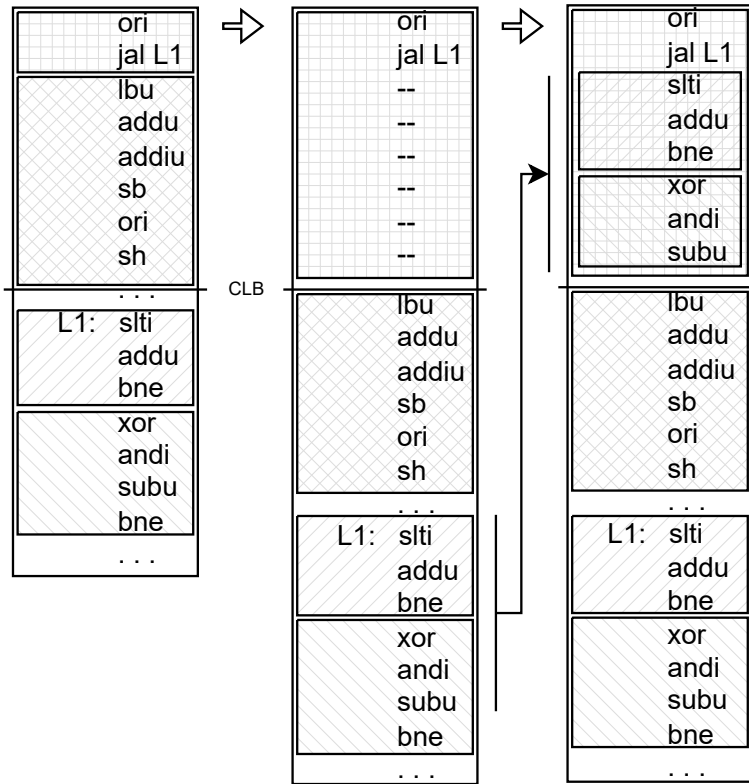 ori
jal L1
lbu
addu
addiu
sb
ori
sh
. . .
L1: slti
addu
bne
xor
andi
subu
bne
. . .
CLB
ori
jal L1
--
--
--
--
--
--
lbu
addu
addiu
sb
ori
sh
. . .
L1: slti
addu
bne
xor
andi
subu
bne
. . .
ori
jal L1
slti
addu
bne
xor
andi
subu
lbu
addu
addiu
sb
ori
sh
. . .
L1: slti
addu
bne
xor
andi
subu
bne
. . .